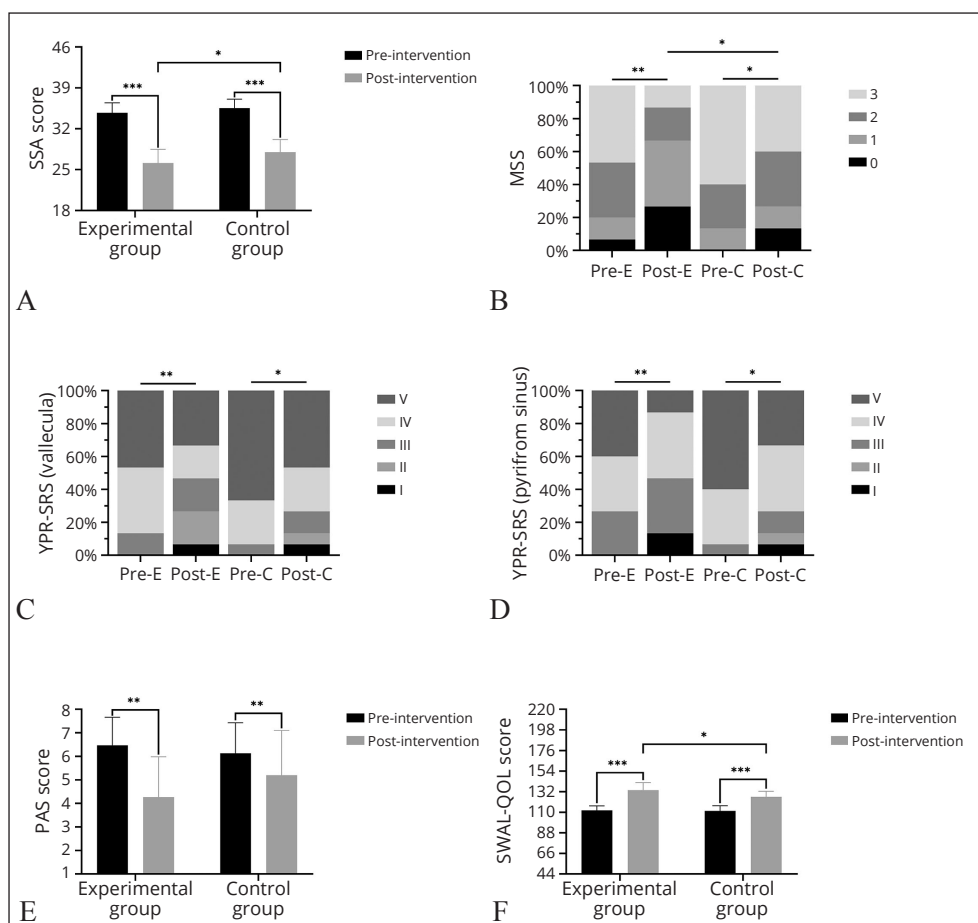 46
39
32
25
18
SSA score
***
***
*
Experimental
group
Control
group
Pre-intervention
Post-intervention
A
100%
80%
60%
40%
20%
0%
MSS
**
*
*
Pre-E
Post-E
Pre-C
Post-C
3
2
1
0
B
100%
80%
60%
40%
20%
0%
YPR-SRS (vallecula)
**
*
Pre-E
Post-E
Pre-C
Post-C
V
IV
III
II
I
C
100%
80%
60%
40%
20%
0%
YPR-SRS (pyrifrom sinus)
**
*
Pre-E
Post-E
Pre-C
Post-C
V
IV
III
II
I
D
8
7
6
5
4
3
2
1
PAS score
**
**
Experimental
group
Control
group
Pre-intervention
Post-intervention
E
220
198
176
154
132
110
88
66
44
SWAL-QOL score
***
***
*
Experimental
group
Control
group
Pre-intervention
Post-intervention
F